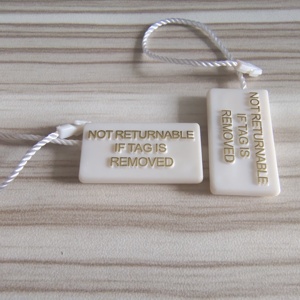 NOT RETURNABLE
IF TAG IS
REMOVED
NOT RETURNABLE
IF TAG IS
REMOVED